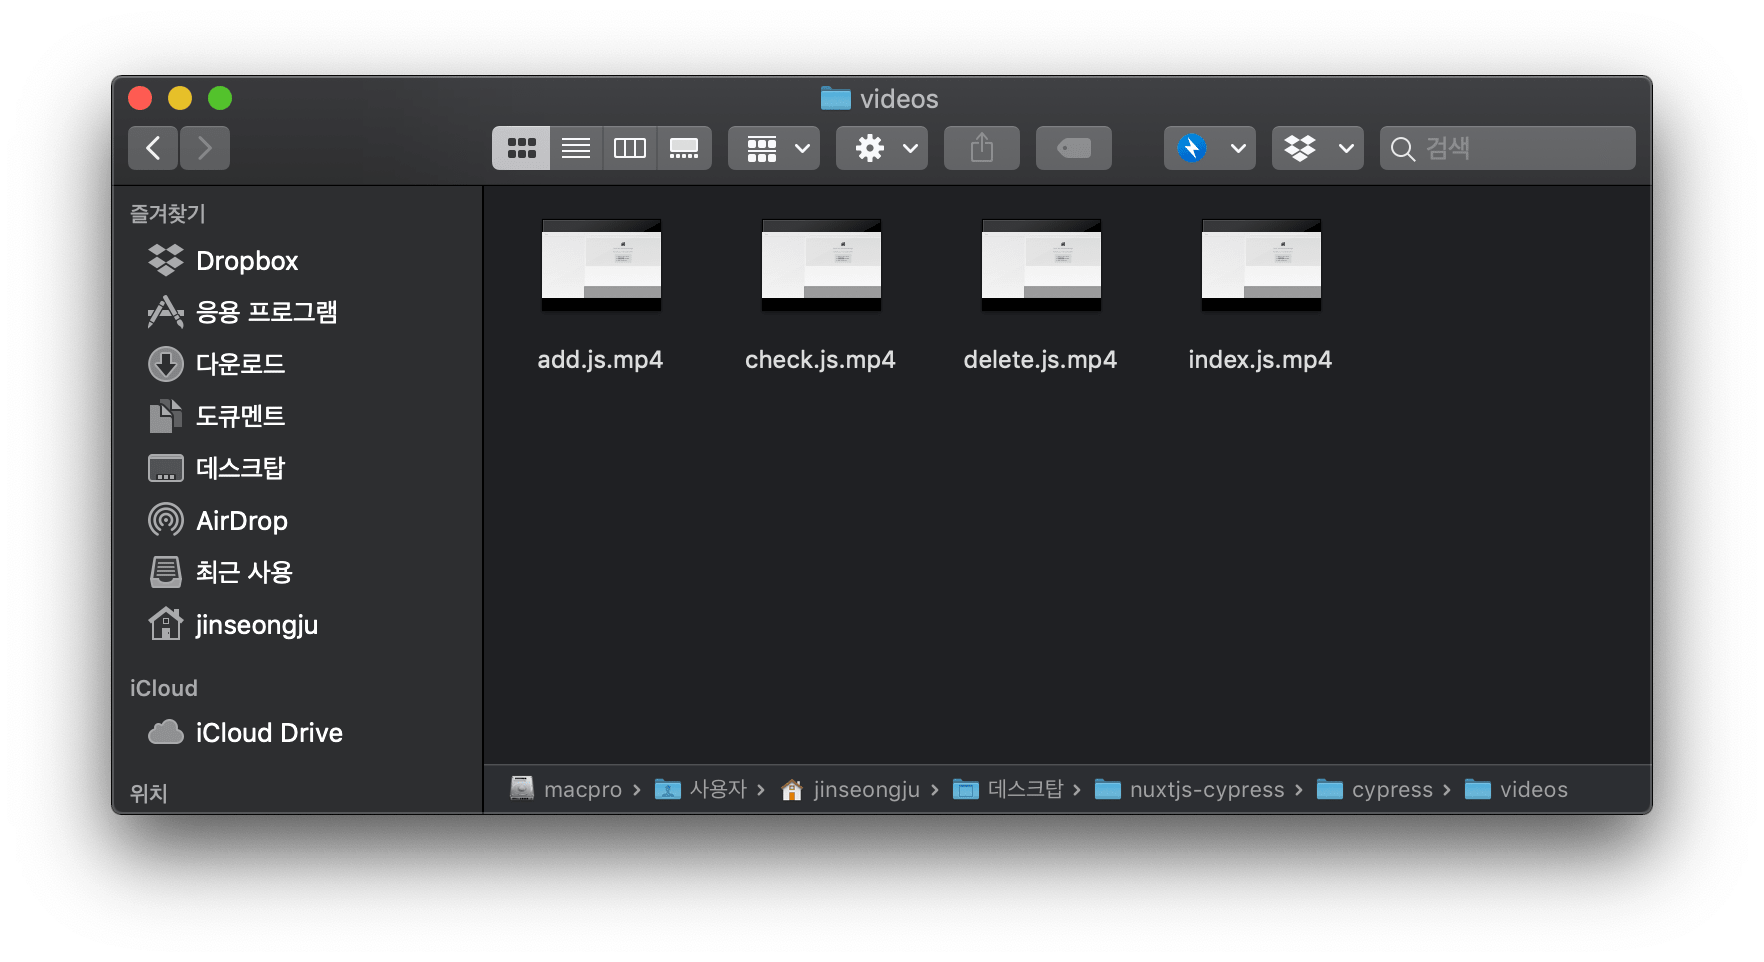 videos
검색
즐겨찾기
Dropbox
응용 프로그램
다운로드
도큐멘트
데스크탑
AirDrop
최근 사용
jinseongju
iCloud
iCloud Drive
위치
add.js.mp4
check.js.mp4
delete.js.mp4
index.js.mp4
macpro › 사용자 › jinseongju › 데스크탑 › nuxtjs-cypress › cypress › videos